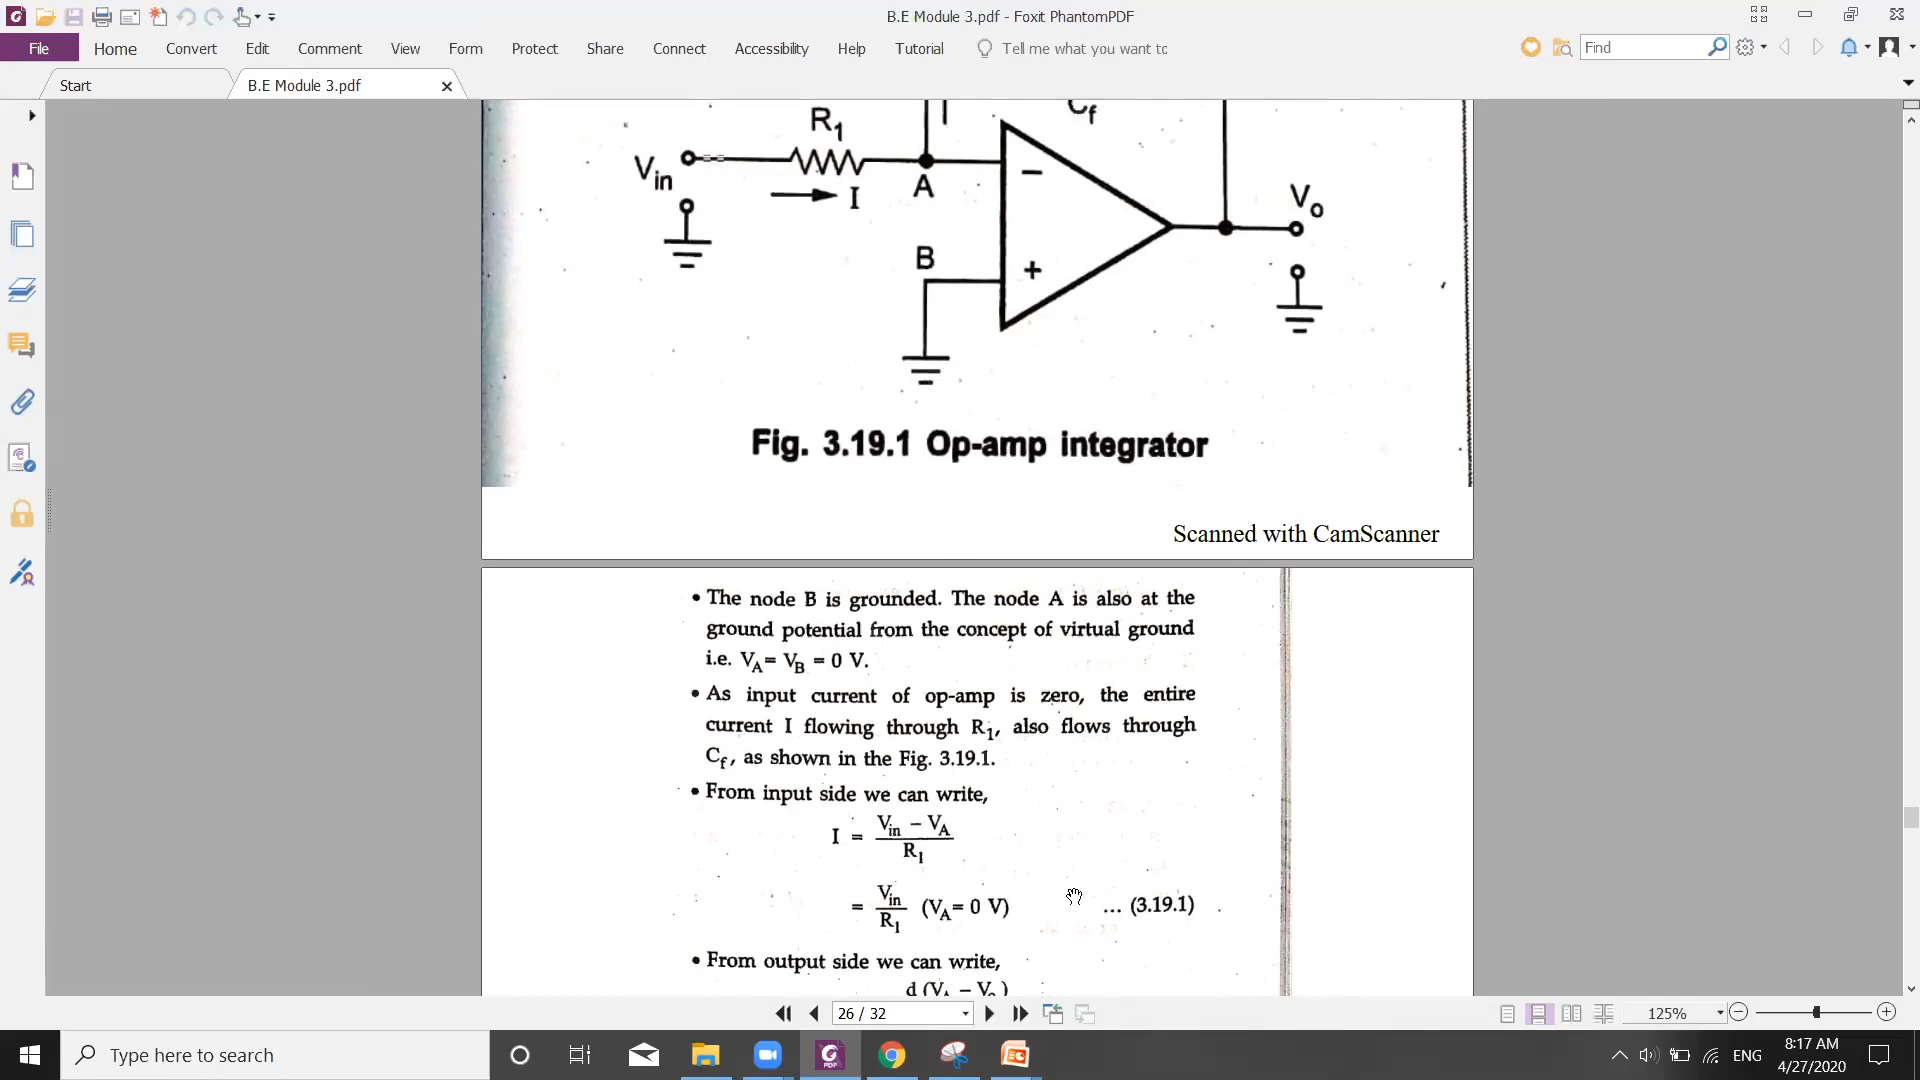 B.E Module 3.pdf - Foxit PhantomPDF
File Home Convert Edit Comment View Form Protect Share Connect Accessibility Help Tutorial Tell me what you want to Find
Start B.E Module 3.pdf
R1
Cf
Vin
I
A
−
Vo
B
+
Fig. 3.19.1 Op-amp integrator
Scanned with CamScanner
• The node B is grounded. The node A is also at the
ground potential from the concept of virtual ground
i.e. VA = VB = 0 V.
• As input current of op-amp is zero, the entire
current I flowing through R1, also flows through
Cf, as shown in the Fig. 3.19.1.
• From input side we can write,
I = Vin − VA / R1
= Vin / R1 (VA = 0 V) ... (3.19.1)
• From output side we can write,
d (VA − Vo)
26 / 32
125%
Type here to search
ENG
8:17 AM
4/27/2020